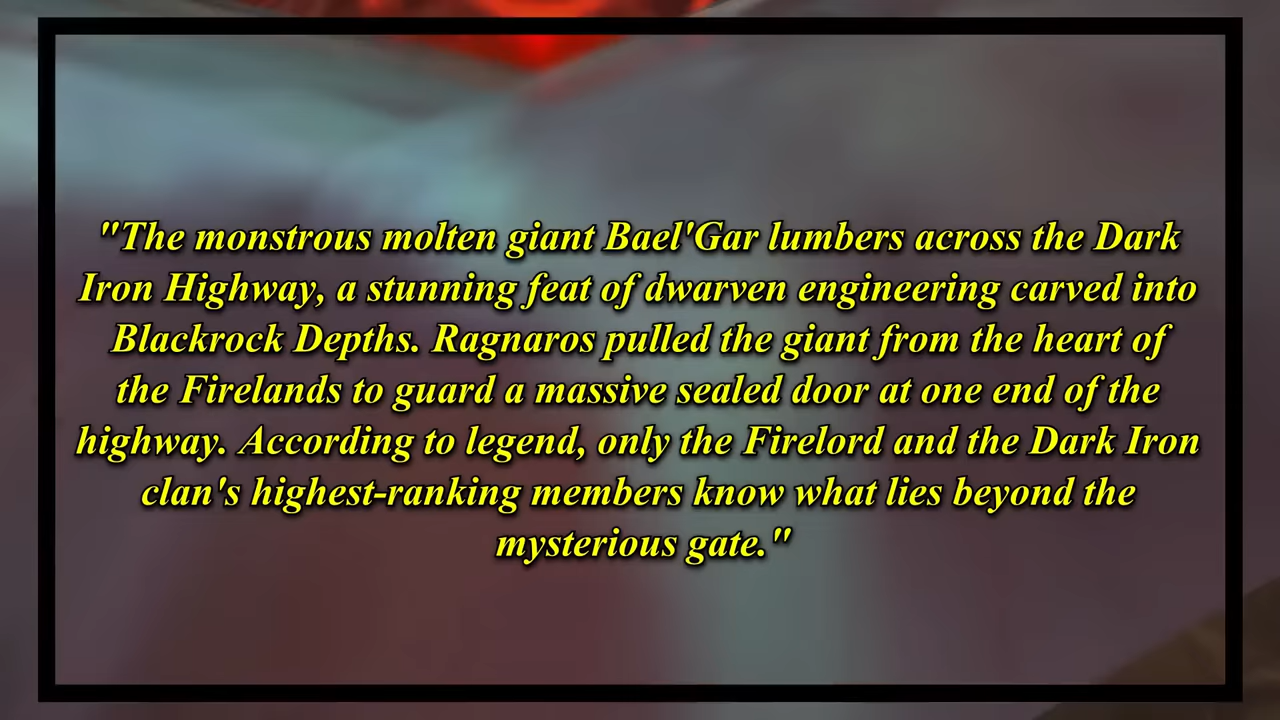 "The monstrous molten giant Bael'Gar lumbers across the Dark
Iron Highway, a stunning feat of dwarven engineering carved into
Blackrock Depths. Ragnaros pulled the giant from the heart of
the Firelands to guard a massive sealed door at one end of the
highway. According to legend, only the Firelord and the Dark Iron
clan's highest-ranking members know what lies beyond the
mysterious gate."